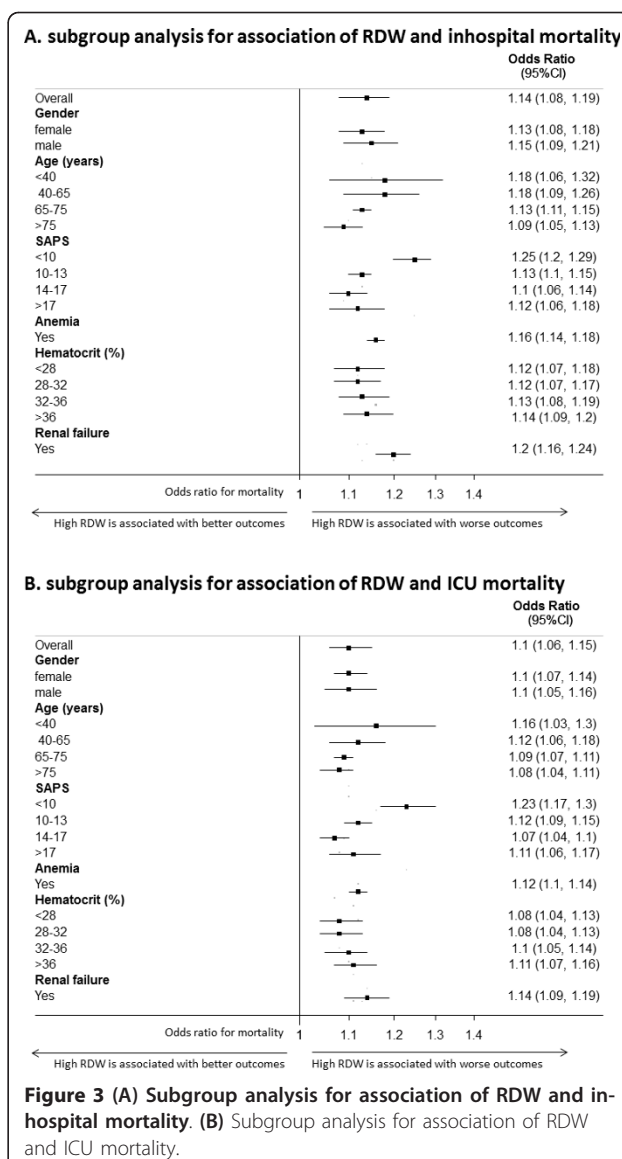 A. subgroup analysis for association of RDW and inhospital mortality
Odds Ratio
(95%CI)
Overall 1.14 (1.08, 1.19)
Gender
female 1.13 (1.08, 1.18)
male 1.15 (1.09, 1.21)
Age (years)
<40 1.18 (1.06, 1.32)
40-65 1.18 (1.09, 1.26)
65-75 1.13 (1.11, 1.15)
>75 1.09 (1.05, 1.13)
SAPS
<10 1.25 (1.2, 1.29)
10-13 1.13 (1.1, 1.15)
14-17 1.1 (1.06, 1.14)
>17 1.12 (1.06, 1.18)
Anemia
Yes 1.16 (1.14, 1.18)
Hematocrit (%)
<28 1.12 (1.07, 1.18)
28-32 1.12 (1.07, 1.17)
32-36 1.13 (1.08, 1.19)
>36 1.14 (1.09, 1.2)
Renal failure
Yes 1.2 (1.16, 1.24)
Odds ratio for mortality 1 1.1 1.2 1.3 1.4
High RDW is associated with better outcomes High RDW is associated with worse outcomes
B. subgroup analysis for association of RDW and ICU mortality
Odds Ratio
(95%CI)
Overall 1.1 (1.06, 1.15)
Gender
female 1.1 (1.07, 1.14)
male 1.1 (1.05, 1.16)
Age (years)
<40 1.16 (1.03, 1.3)
40-65 1.12 (1.06, 1.18)
65-75 1.09 (1.07, 1.11)
>75 1.08 (1.04, 1.11)
SAPS
<10 1.23 (1.17, 1.3)
10-13 1.12 (1.09, 1.15)
14-17 1.07 (1.04, 1.1)
>17 1.11 (1.06, 1.17)
Anemia
Yes 1.12 (1.1, 1.14)
Hematocrit (%)
<28 1.08 (1.04, 1.13)
28-32 1.08 (1.04, 1.13)
32-36 1.1 (1.05, 1.14)
>36 1.11 (1.07, 1.16)
Renal failure
Yes 1.14 (1.09, 1.19)
Odds ratio for mortality 1 1.1 1.2 1.3 1.4
High RDW is associated with better outcomes High RDW is associated with worse outcomes
Figure 3 (A) Subgroup analysis for association of RDW and in-
hospital mortality. (B) Subgroup analysis for association of RDW
and ICU mortality.